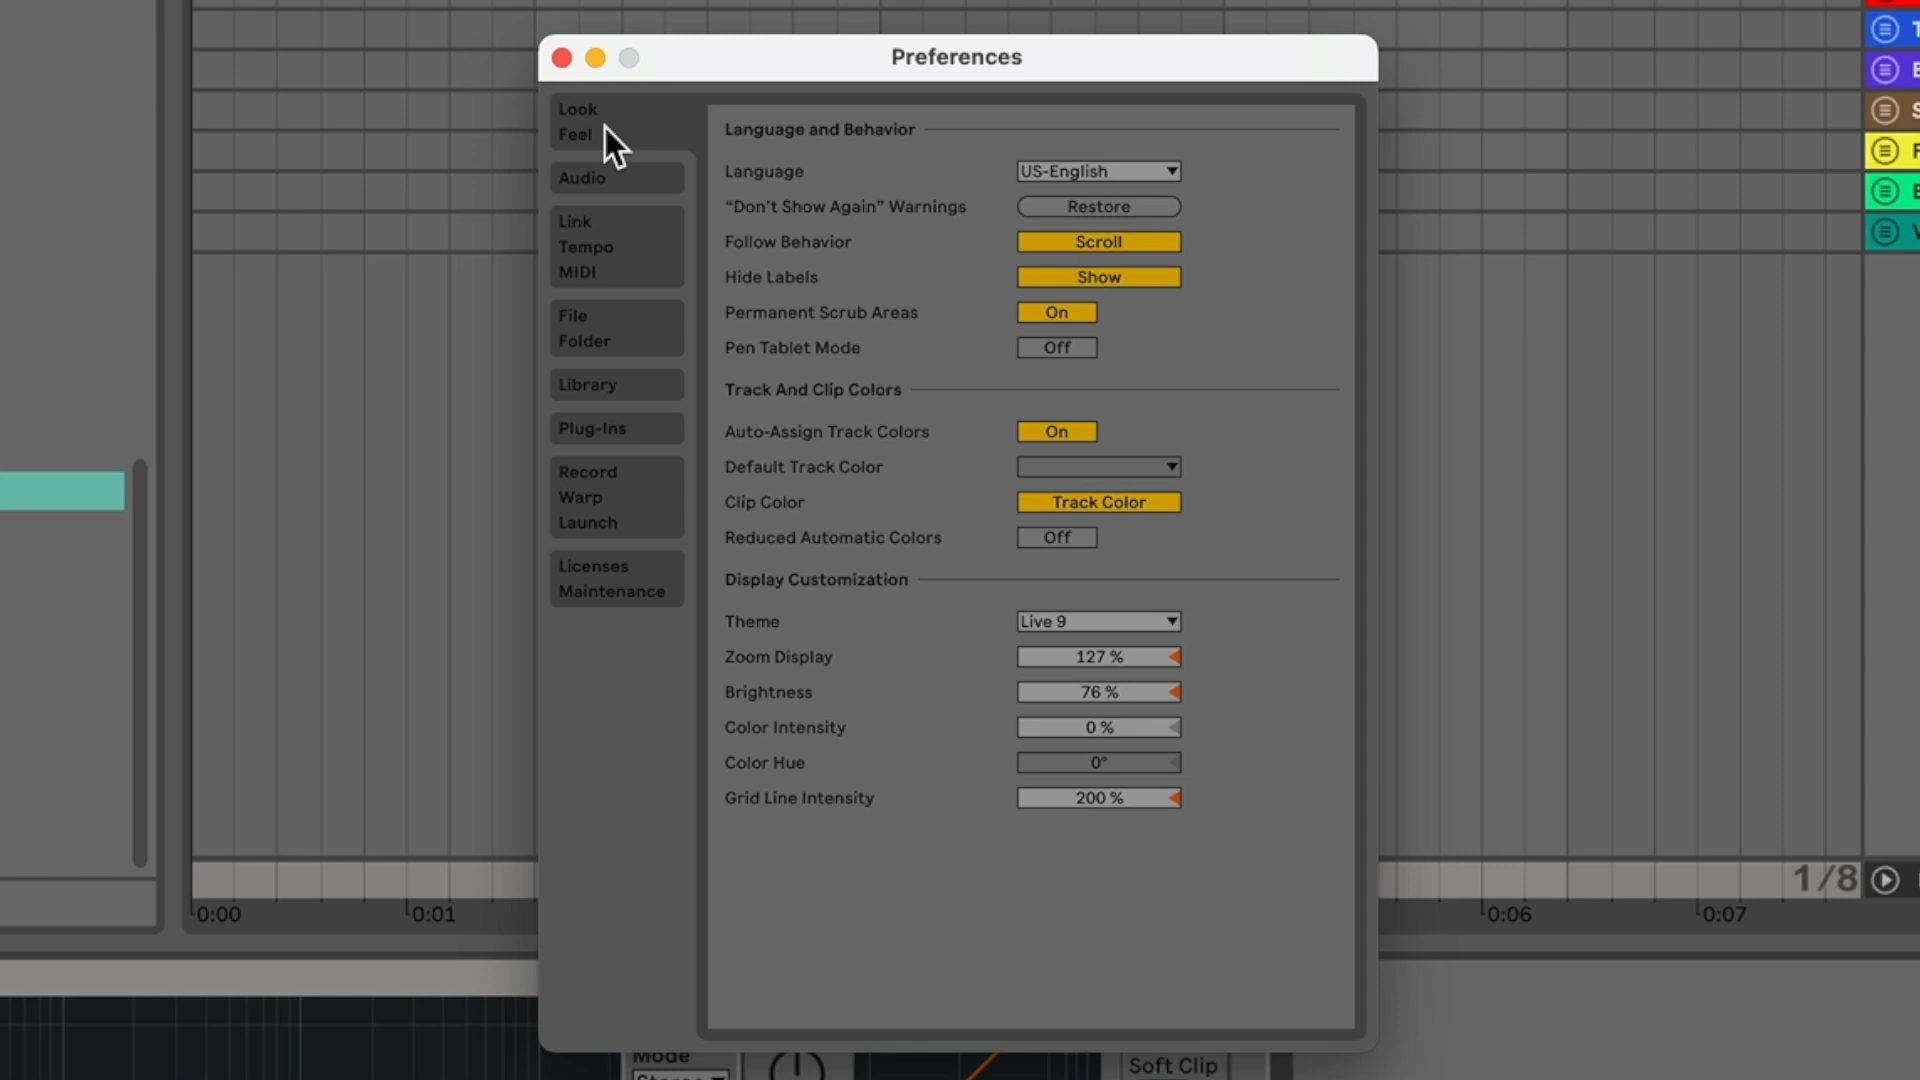 Preferences
Look
Feel
Audio
Link
Tempo
MIDI
File
Folder
Library
Plug-Ins
Record
Warp
Launch
Licenses
Maintenance
Language and Behavior
Language US-English
“Don't Show Again” Warnings Restore
Follow Behavior Scroll
Hide Labels Show
Permanent Scrub Areas On
Pen Tablet Mode Off
Track And Clip Colors
Auto-Assign Track Colors On
Default Track Color
Clip Color Track Color
Reduced Automatic Colors Off
Display Customization
Theme Live 9
Zoom Display 127 %
Brightness 76 %
Color Intensity 0 %
Color Hue 0°
Grid Line Intensity 200 %
1/8
0:00 0:01 0:06 0:07
Mode
Soft Clip